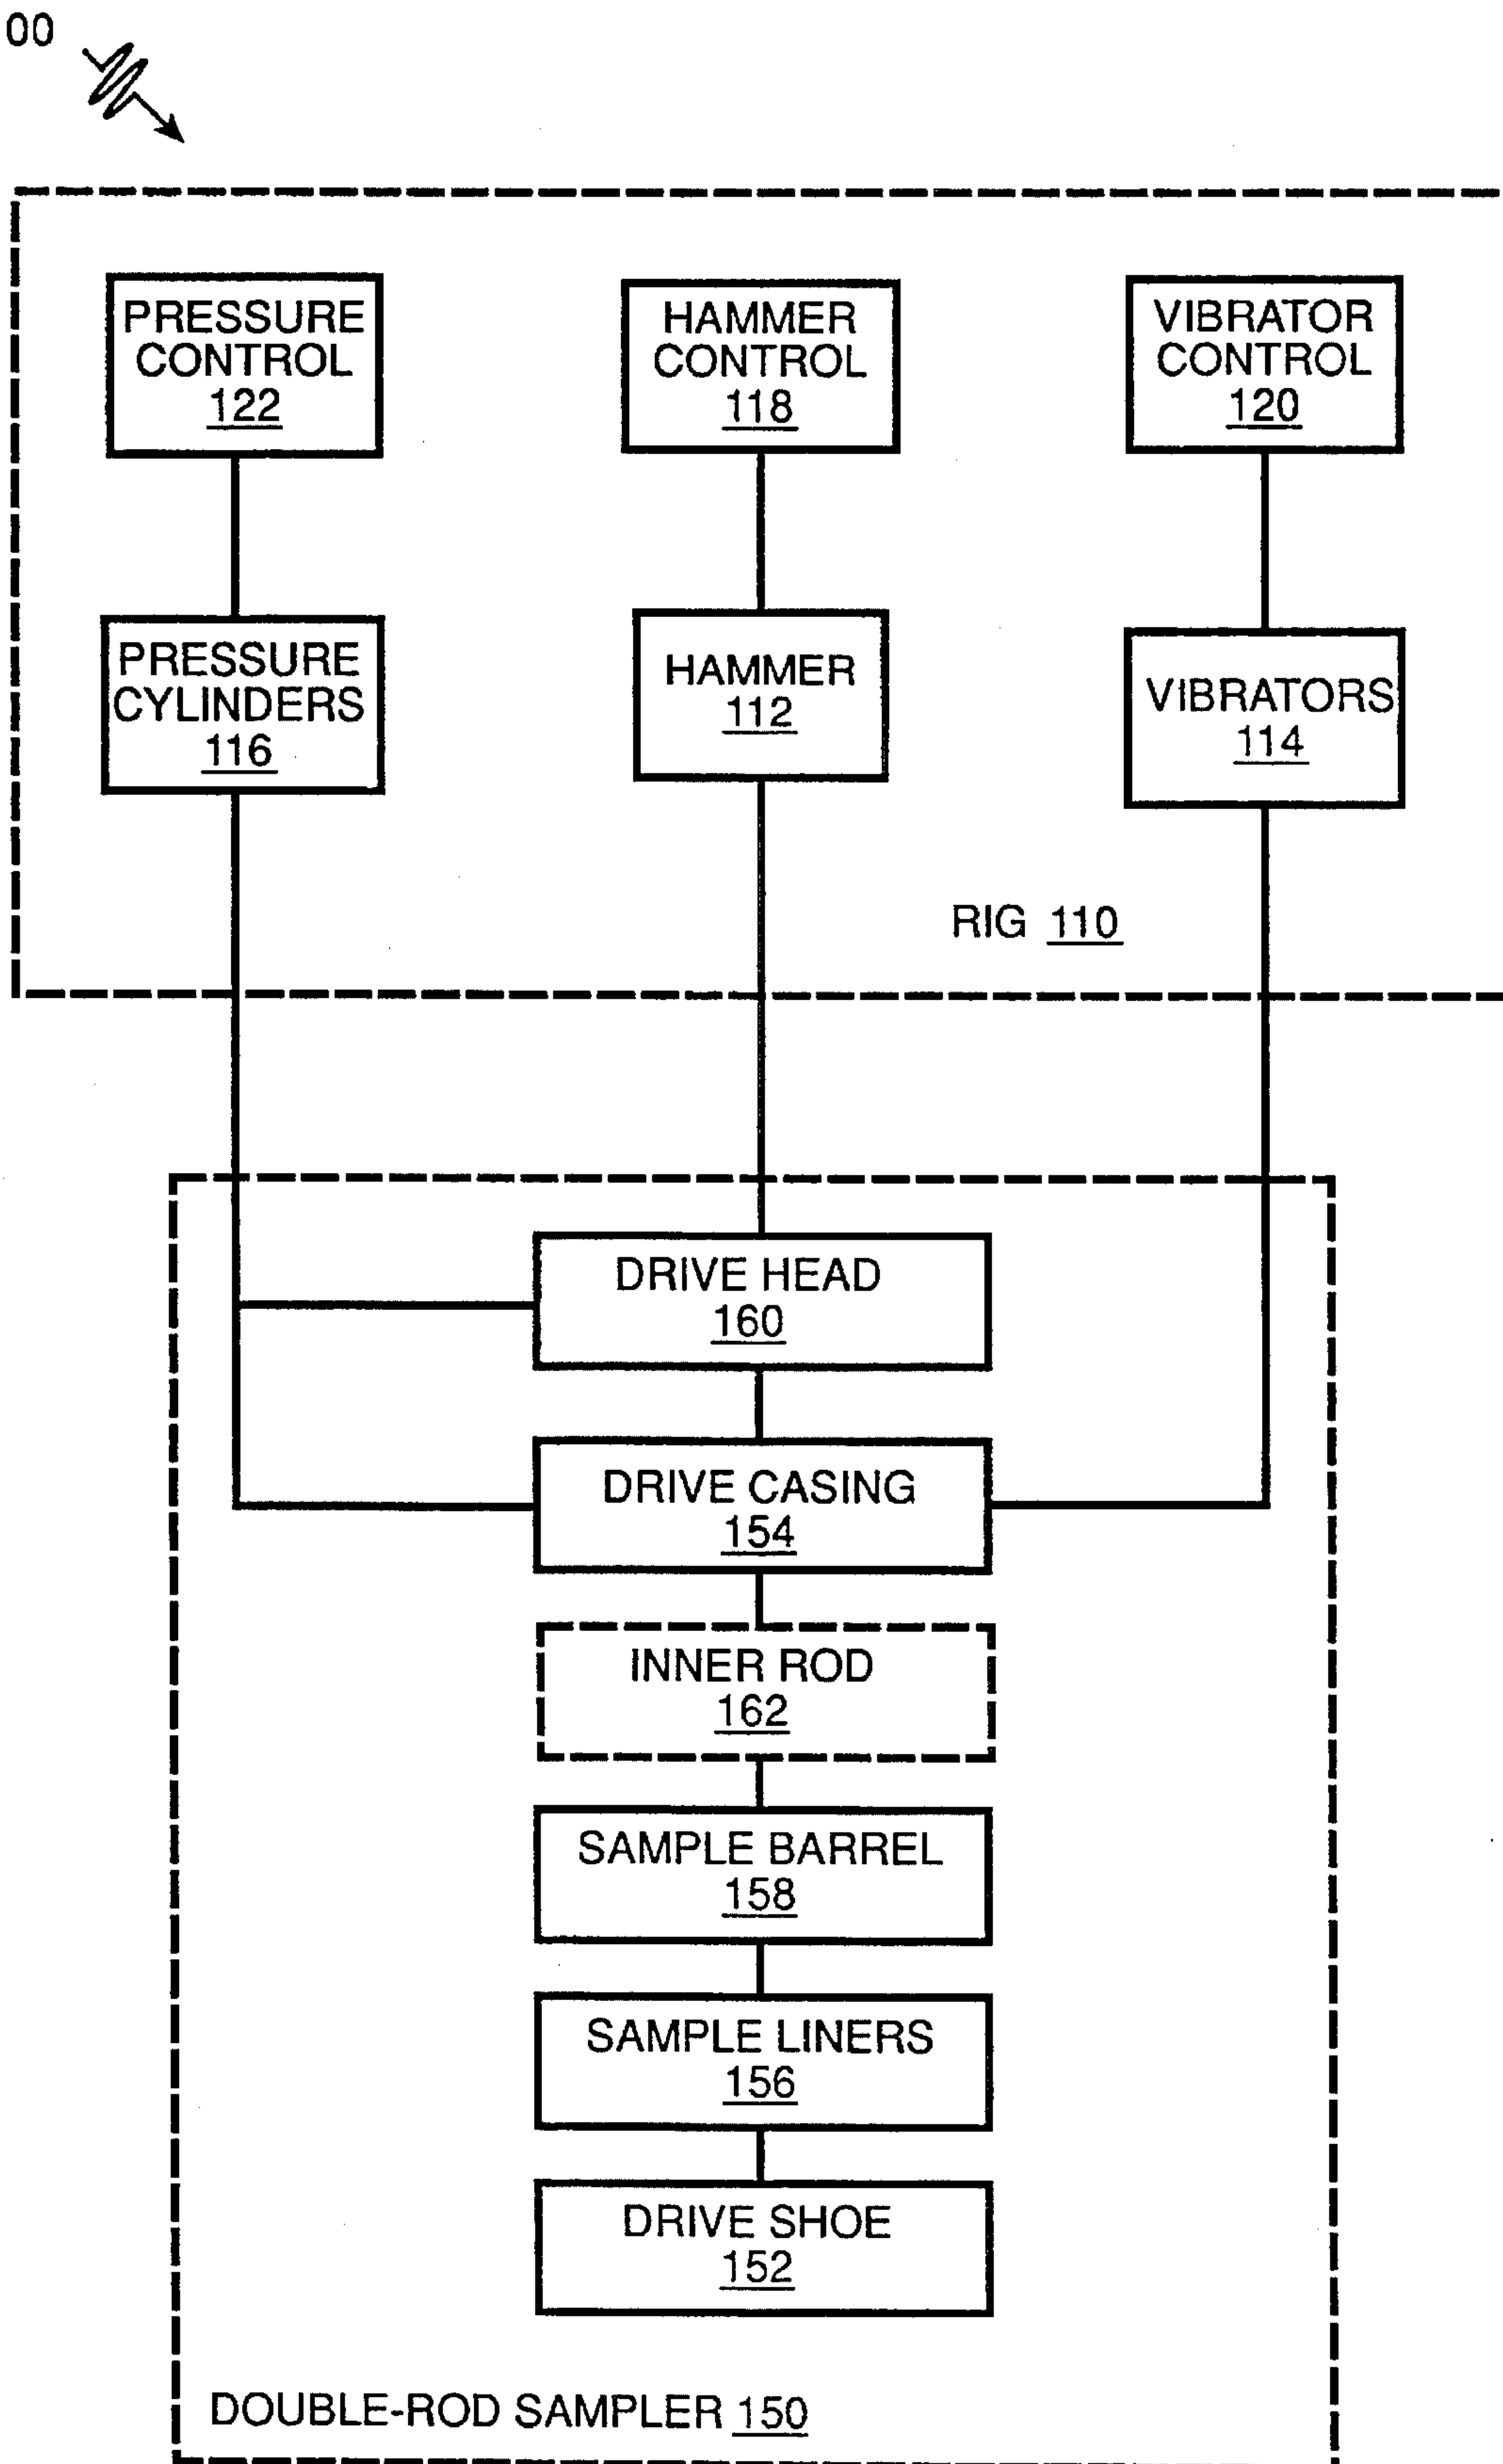 00
PRESSURE
CONTROL
122
HAMMER
CONTROL
118
VIBRATOR
CONTROL
120
PRESSURE
CYLINDERS
116
HAMMER
112
VIBRATORS
114
RIG 110
DRIVE HEAD
160
DRIVE CASING
154
INNER ROD
162
SAMPLE BARREL
158
SAMPLE LINERS
156
DRIVE SHOE
152
DOUBLE-ROD SAMPLER 150